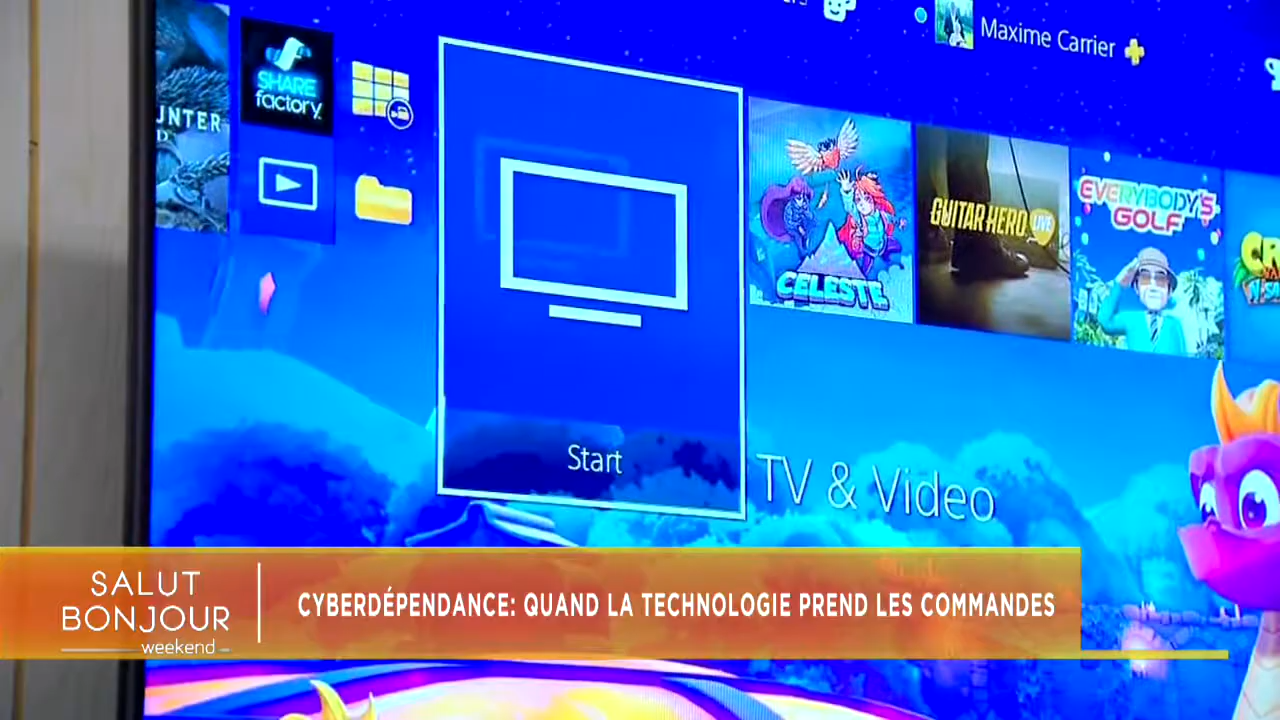 Maxime Carrier
SHARE
factory
UNTER
CELESTE
GUITAR HERO LIVE
EVERYBODY'S
GOLF
Start
TV & Video
SALUT
BONJOUR
weekend
CYBERDÉPENDANCE: QUAND LA TECHNOLOGIE PREND LES COMMANDES